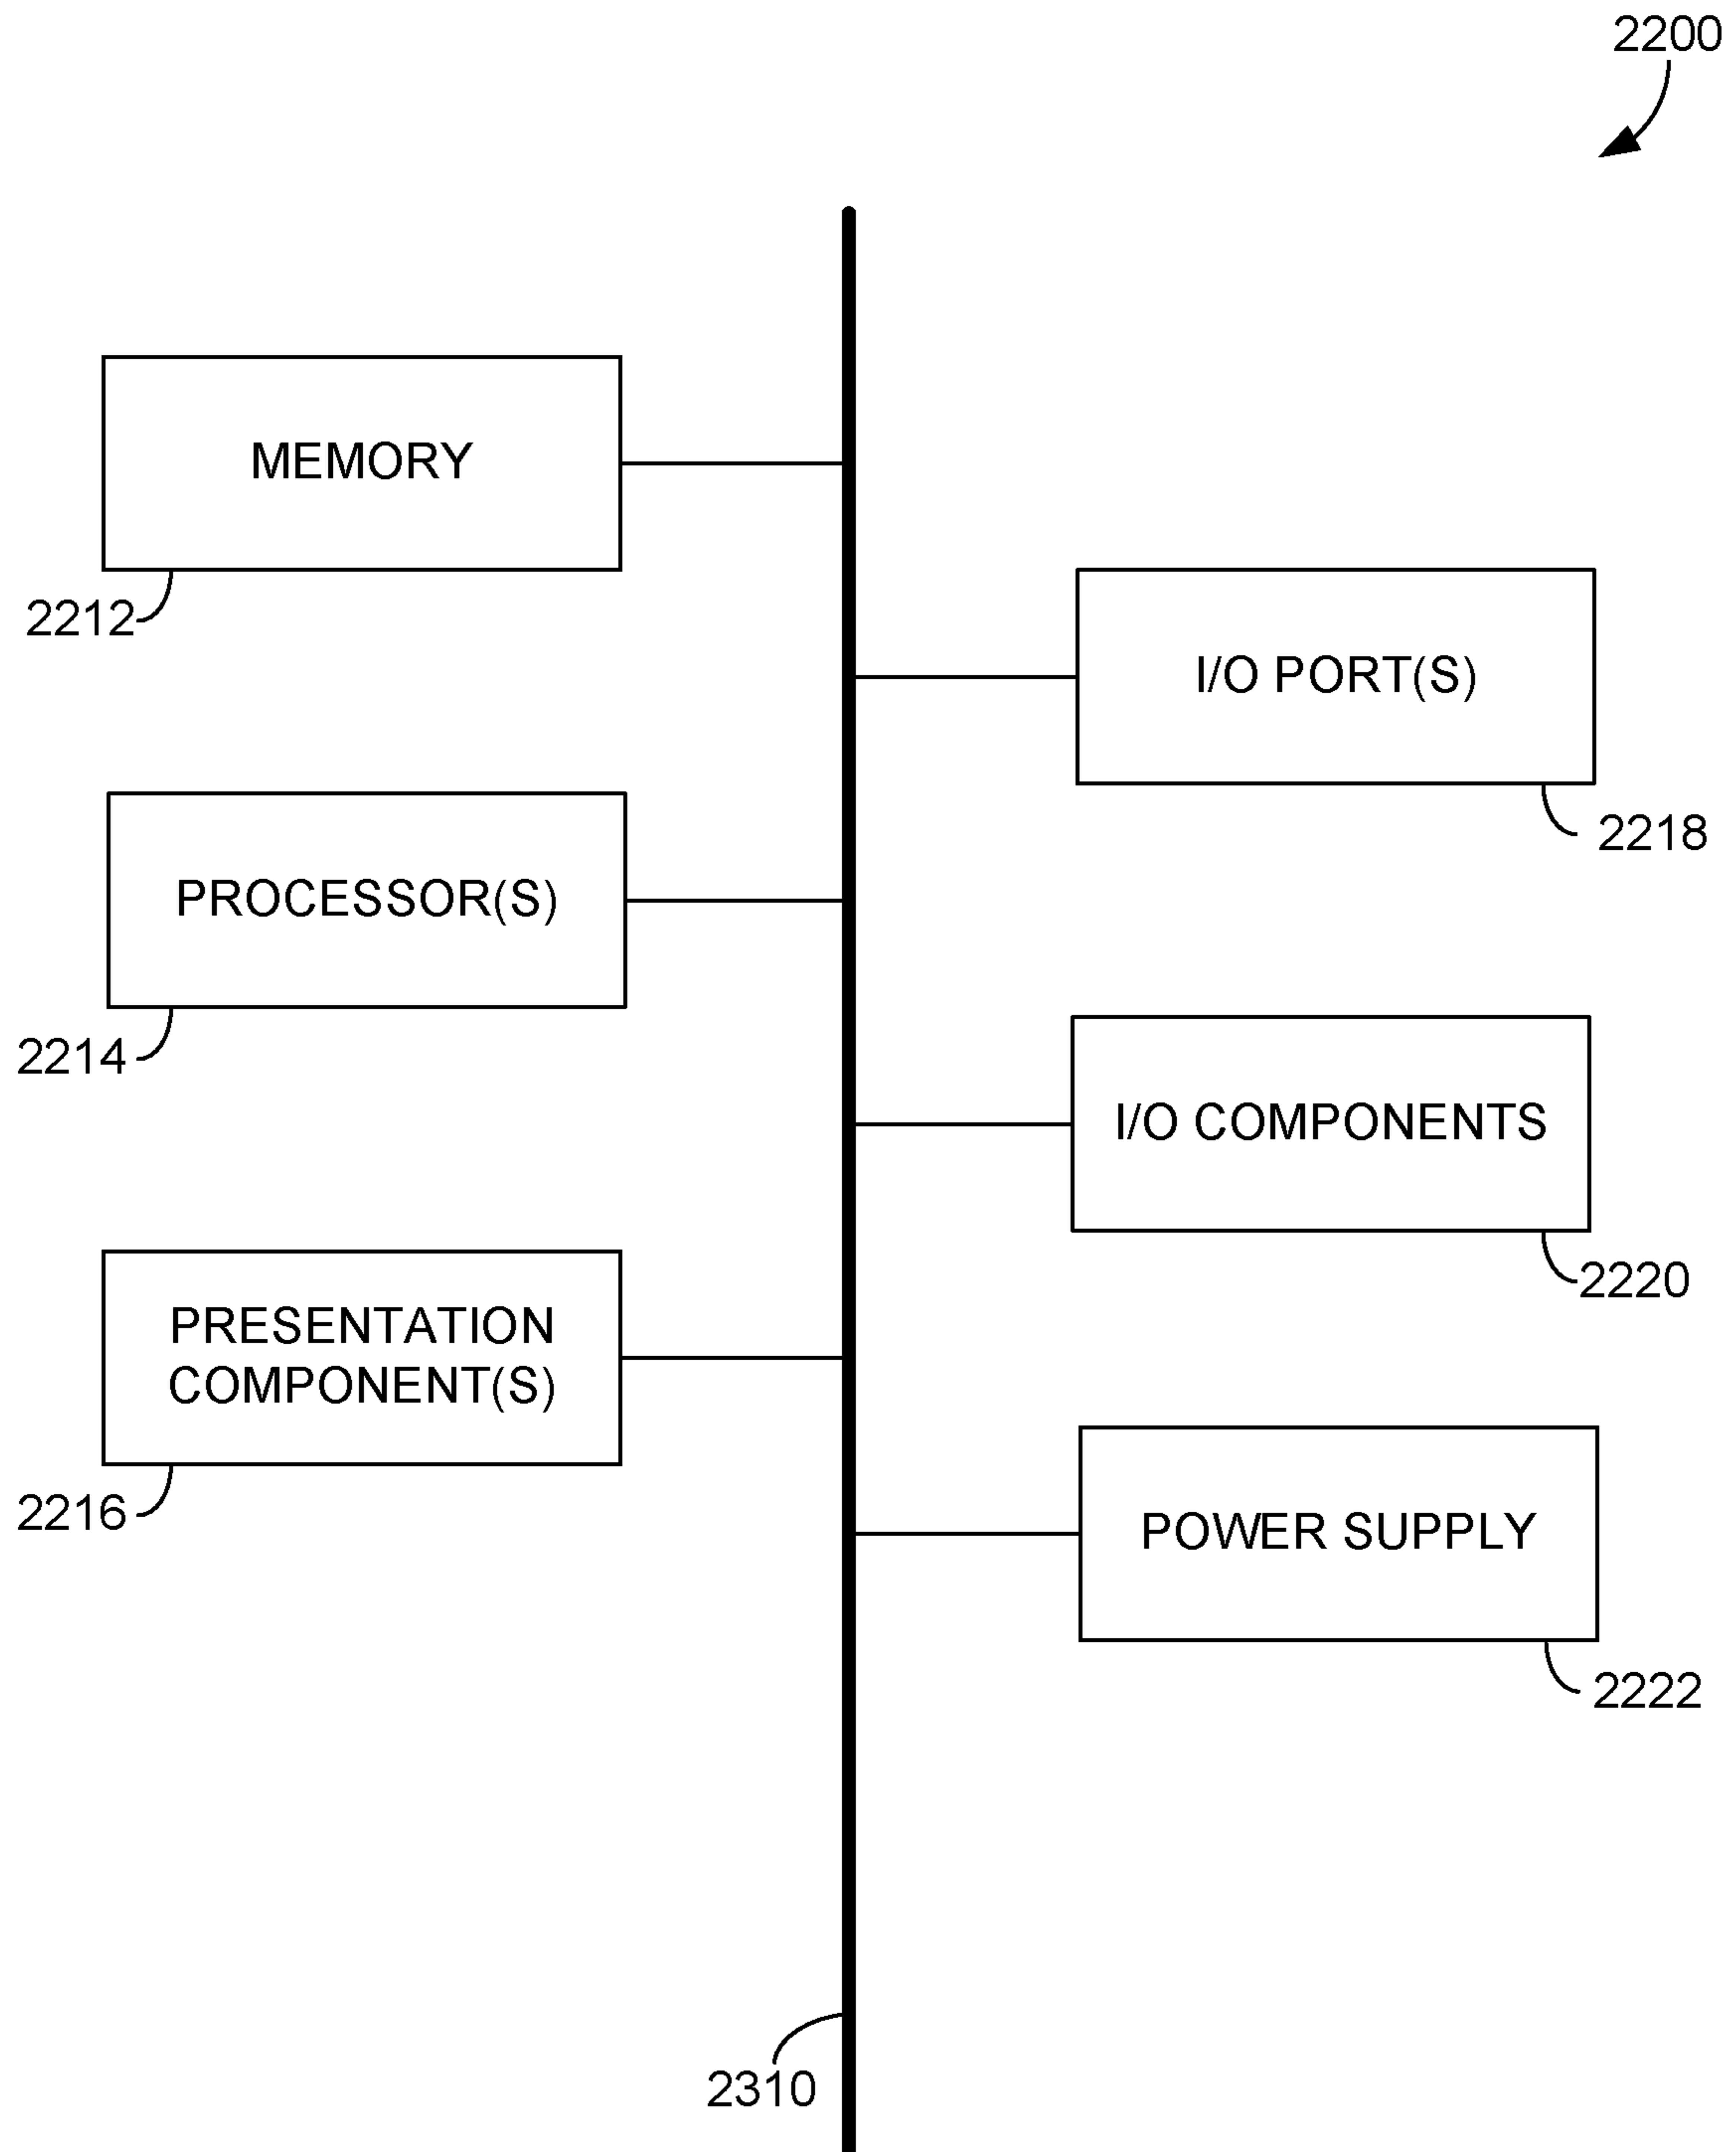 2200
MEMORY
2212
I/O PORT(S)
2218
PROCESSOR(S)
2214
I/O COMPONENTS
2220
PRESENTATION
COMPONENT(S)
2216
POWER SUPPLY
2222
2310